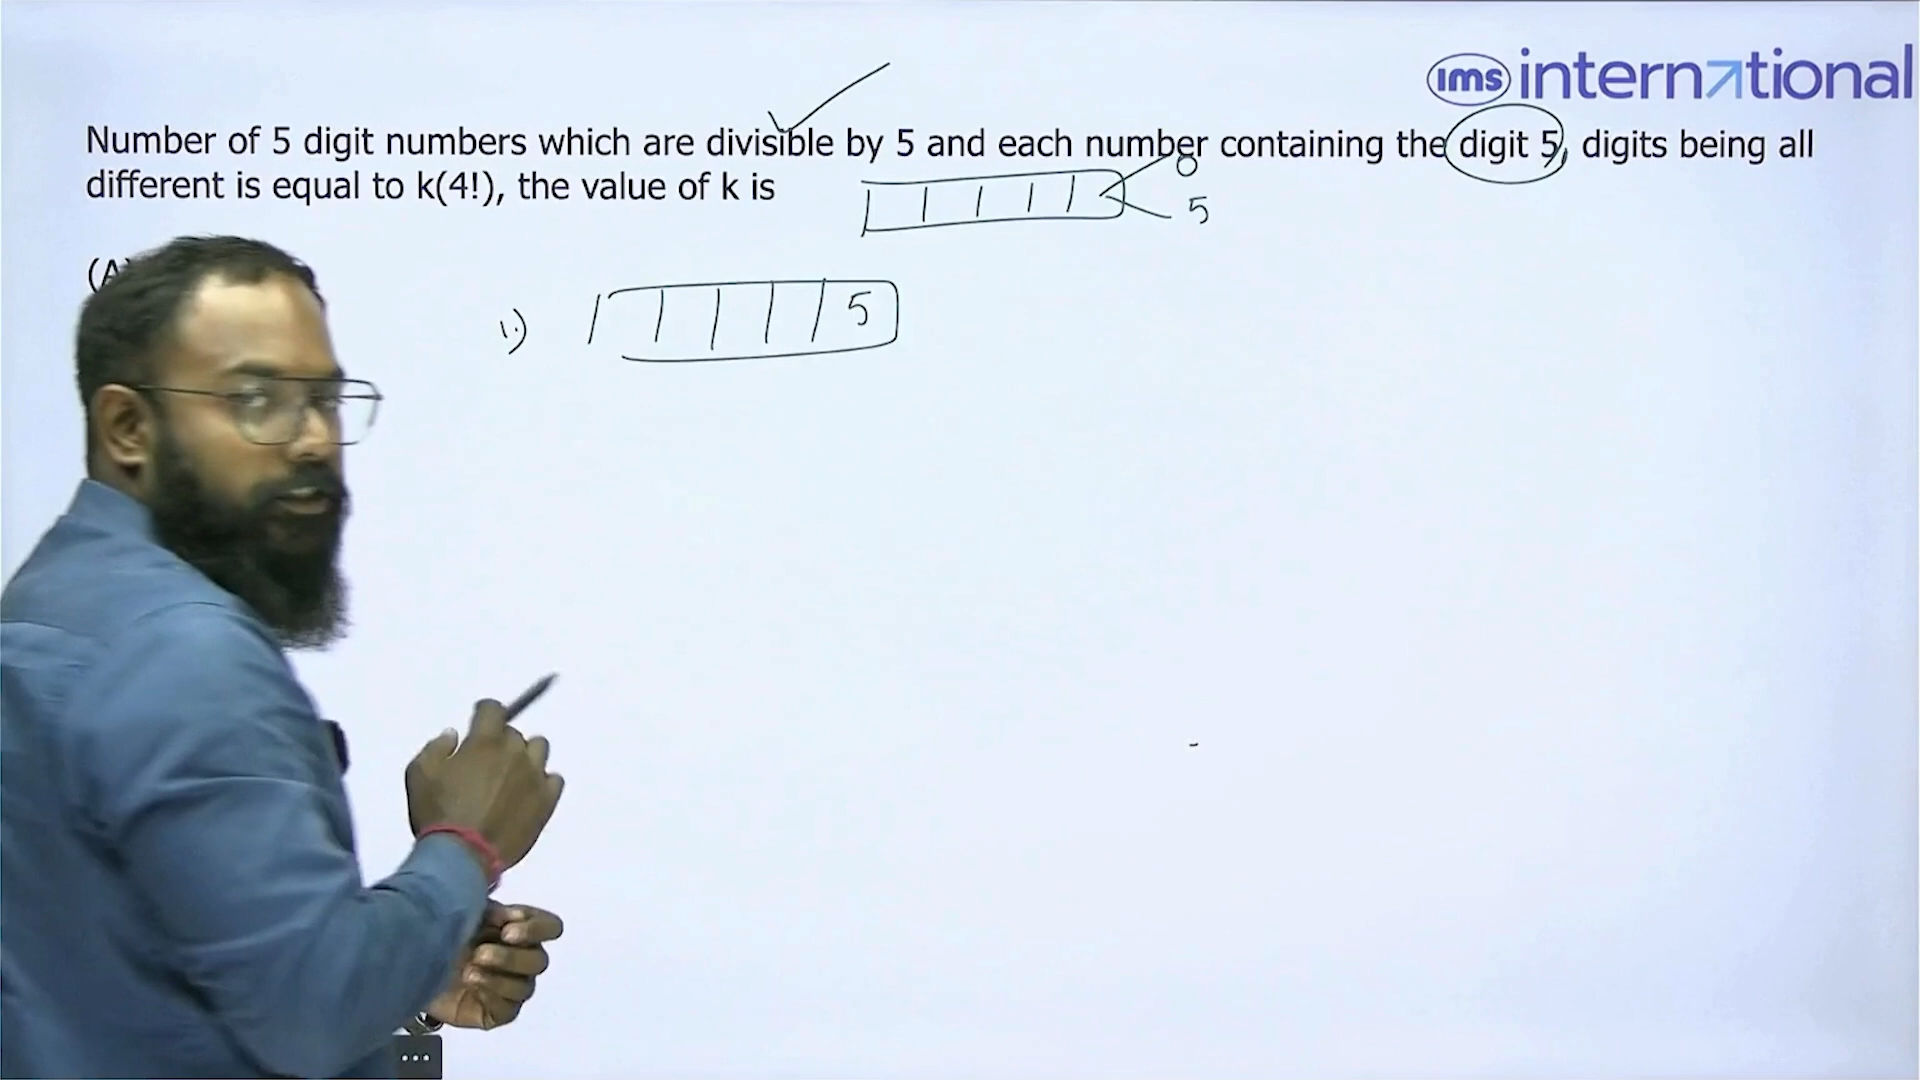 ims international
Number of 5 digit numbers which are divisible by 5 and each number containing the digit 5, digits being all
different is equal to k(4!), the value of k is
0
5
(A)
1.) 5